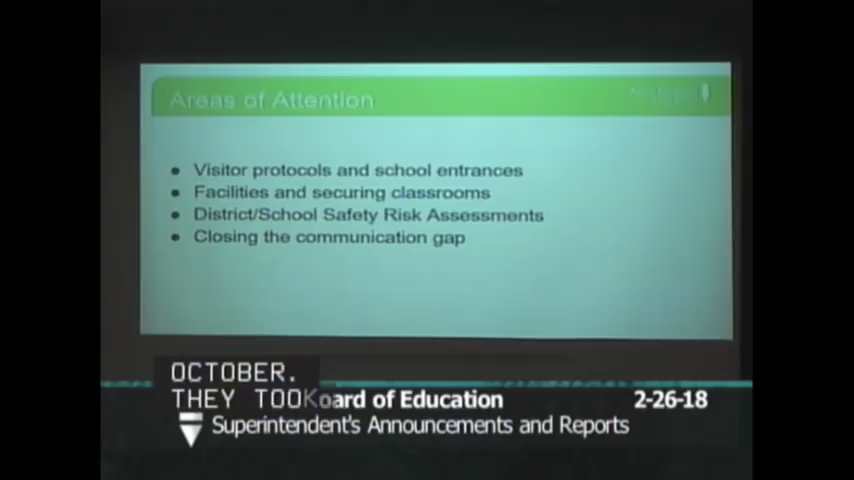 Areas of Attention
• Visitor protocols and school entrances
• Facilities and securing classrooms
• District/School Safety Risk Assessments
• Closing the communication gap
OCTOBER.
THEY TOOK
oard of Education 2-26-18
Superintendent's Announcements and Reports